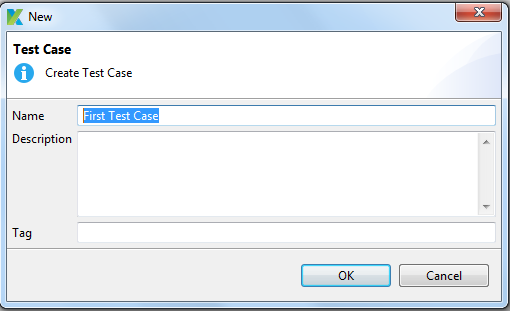 New
Test Case
Create Test Case
Name First Test Case
Description
Tag
OK Cancel